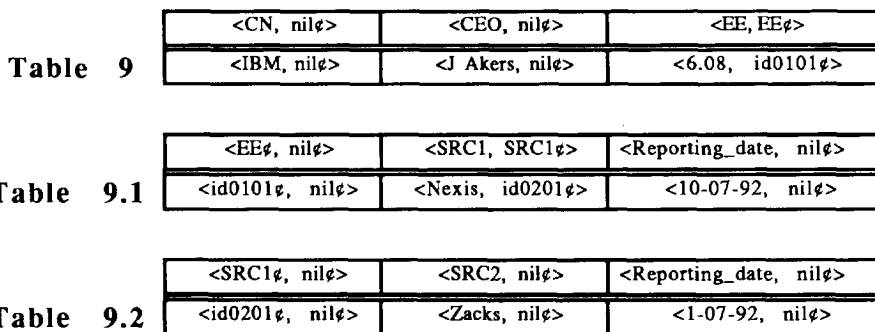 <CN, nil¢> <CEO, nil¢> <EE, EE¢>
Table 9 <IBM, nil¢> <J Akers, nil¢> <6.08, id0101¢>
<EE¢, nil¢> <SRC1, SRC1¢> <Reporting_date, nil¢>
Table 9.1 <id0101¢, nil¢> <Nexis, id0201¢> <10-07-92, nil¢>
<SRC1¢, nil¢> <SRC2, nil¢> <Reporting_date, nil¢>
Table 9.2 <id0201¢, nil¢> <Zacks, nil¢> <1-07-92, nil¢>